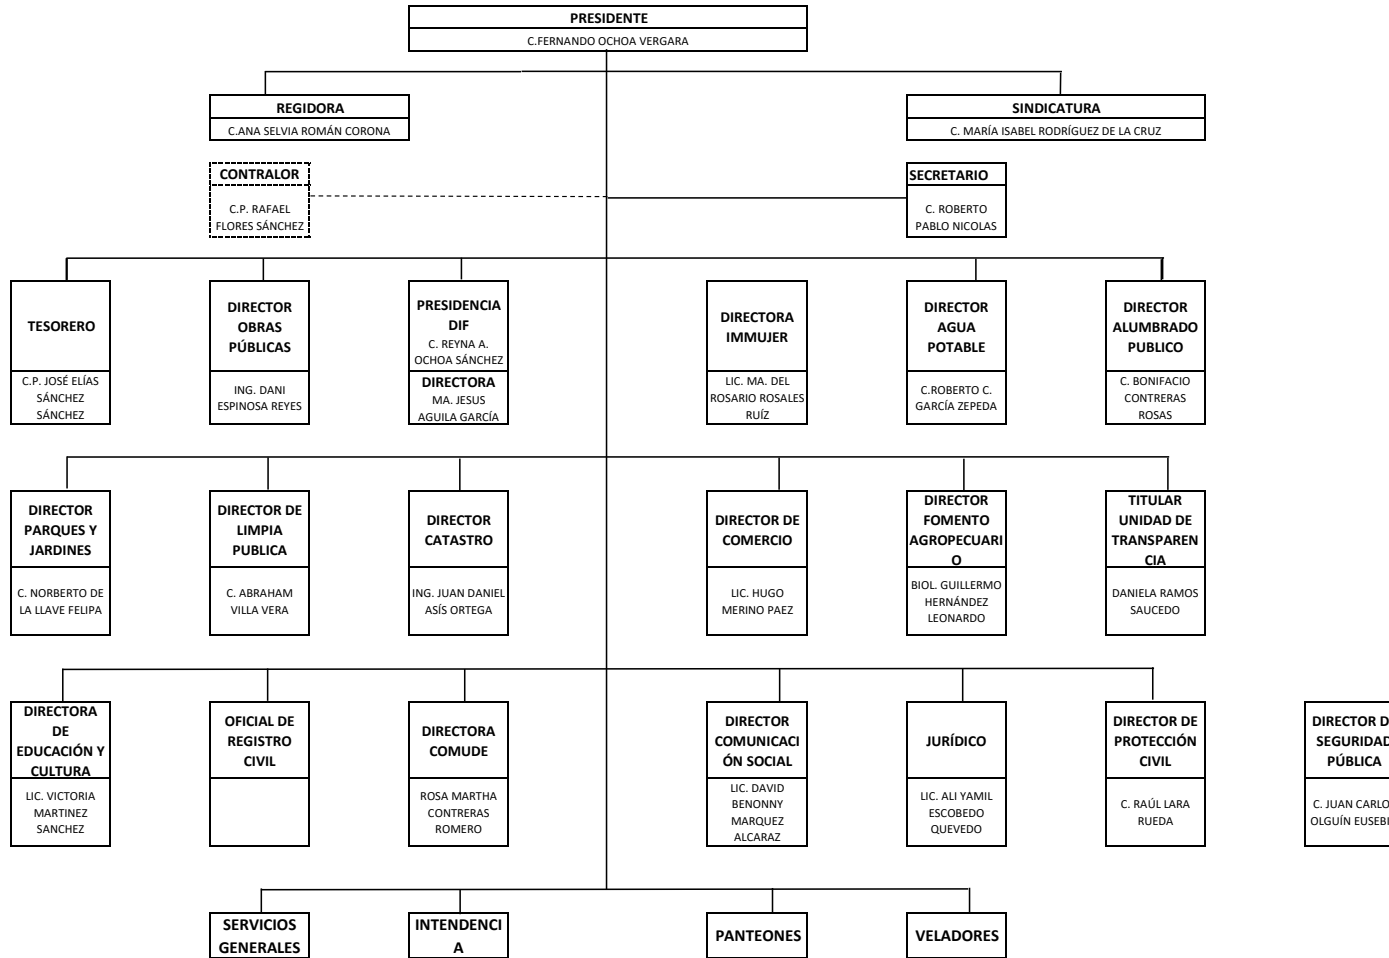 PRESIDENTE
C.FERNANDO OCHOA VERGARA
REGIDORA
C.ANA SELVIA ROMÁN CORONA
SINDICATURA
C. MARÍA ISABEL RODRÍGUEZ DE LA CRUZ
CONTRALOR
C.P. RAFAEL
FLORES SÁNCHEZ
SECRETARIO
C. ROBERTO
PABLO NICOLAS
TESORERO
C.P. JOSÉ ELÍAS
SÁNCHEZ
SÁNCHEZ
DIRECTOR
OBRAS
PÚBLICAS
ING. DANI
ESPINOSA REYES
PRESIDENCIA
DIF
C. REYNA A.
OCHOA SÁNCHEZ
DIRECTORA
MA. JESUS
AGUILA GARCÍA
DIRECTORA
IMMUJER
LIC. MA. DEL
ROSARIO ROSALES
RUÍZ
DIRECTOR
AGUA
POTABLE
C.ROBERTO C.
GARCÍA ZEPEDA
DIRECTOR
ALUMBRADO
PUBLICO
C. BONIFACIO
CONTRERAS
ROSAS
DIRECTOR
PARQUES Y
JARDINES
C. NORBERTO DE
LA LLAVE FELIPA
DIRECTOR DE
LIMPIA
PUBLICA
C. ABRAHAM
VILLA VERA
DIRECTOR
CATASTRO
ING. JUAN DANIEL
ASÍS ORTEGA
DIRECTOR DE
COMERCIO
LIC. HUGO
MERINO PAEZ
DIRECTOR
FOMENTO
AGROPECUARI
O
BIOL. GUILLERMO
HERNÁNDEZ
LEONARDO
TITULAR
UNIDAD DE
TRANSPAREN
CIA
DANIELA RAMOS
SAUCEDO
DIRECTORA
DE
EDUCACIÓN Y
CULTURA
LIC. VICTORIA
MARTINEZ
SANCHEZ
OFICIAL DE
REGISTRO
CIVIL
DIRECTORA
COMUDE
ROSA MARTHA
CONTRERAS
ROMERO
DIRECTOR
COMUNICACI
ÓN SOCIAL
LIC. DAVID
BENONNY
MARQUEZ
ALCARAZ
JURÍDICO
LIC. ALI YAMIL
ESCOBEDO
QUEVEDO
DIRECTOR DE
PROTECCIÓN
CIVIL
C. RAÚL LARA
RUEDA
DIRECTOR
SEGURIDAD
PÚBLICA
C. JUAN
OLGUÍN
SERVICIOS
GENERALES
INTENDENCI
A
PANTEONES
VELADORES